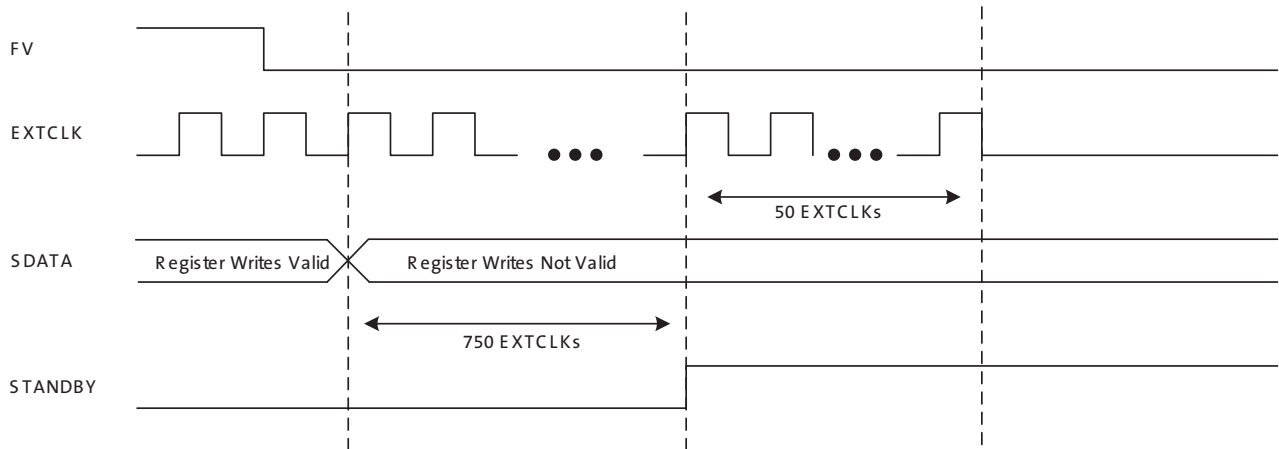 FV
EXTCLK
50 EXTCLKs
SDATA
Register Writes Valid
Register Writes Not Valid
750 EXTCLKs
STANDBY